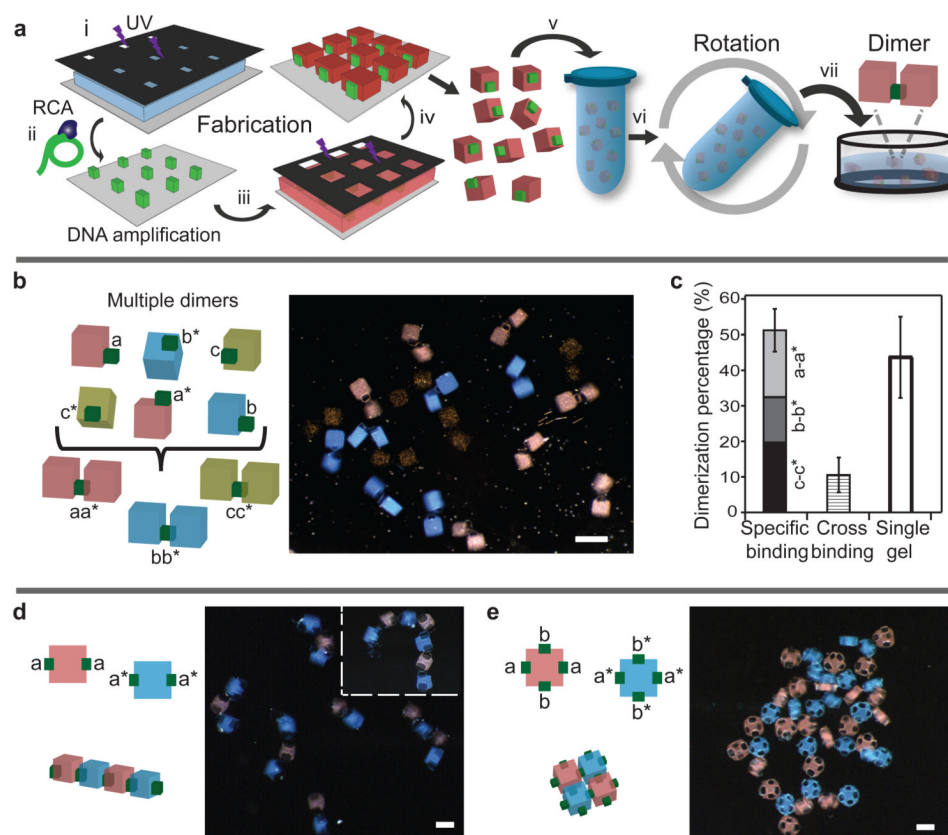 a
i
UV
RCA
ii
DNA amplification
Fabrication
iii
iv
v
vi
Rotation
vii
Dimer
b
Multiple dimers
a
b*
c
c*
a*
b
aa*
bb*
cc*
c
Dimerization percentage (%)
60
50
40
30
20
10
0
a-a*
b-b*
c-c*
Specific binding
Cross binding
Single gel
d
a a
a* a*
e
b
a a
b
b*
a* a*
b*